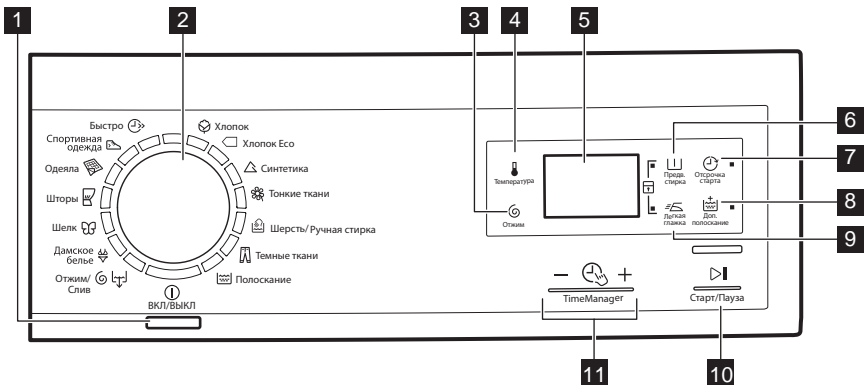 1
2
3
4
5
6
7
8
9
10
11
Быстро
Спортивная
одежда
Одеяла
Шторы
Шелк
Дамское
белье
Отжим/
Слив
Хлопок
Хлопок Eco
Синтетика
Тонкие ткани
Шерсть/Ручная стирка
Темные ткани
Полоскание
ВКЛ/ВЫКЛ
Температура
Отжим
Предв.
стирка
Отсрочка
старта
Легкая
глажка
Доп.
полоскание
TimeManager
Старт/Пауза